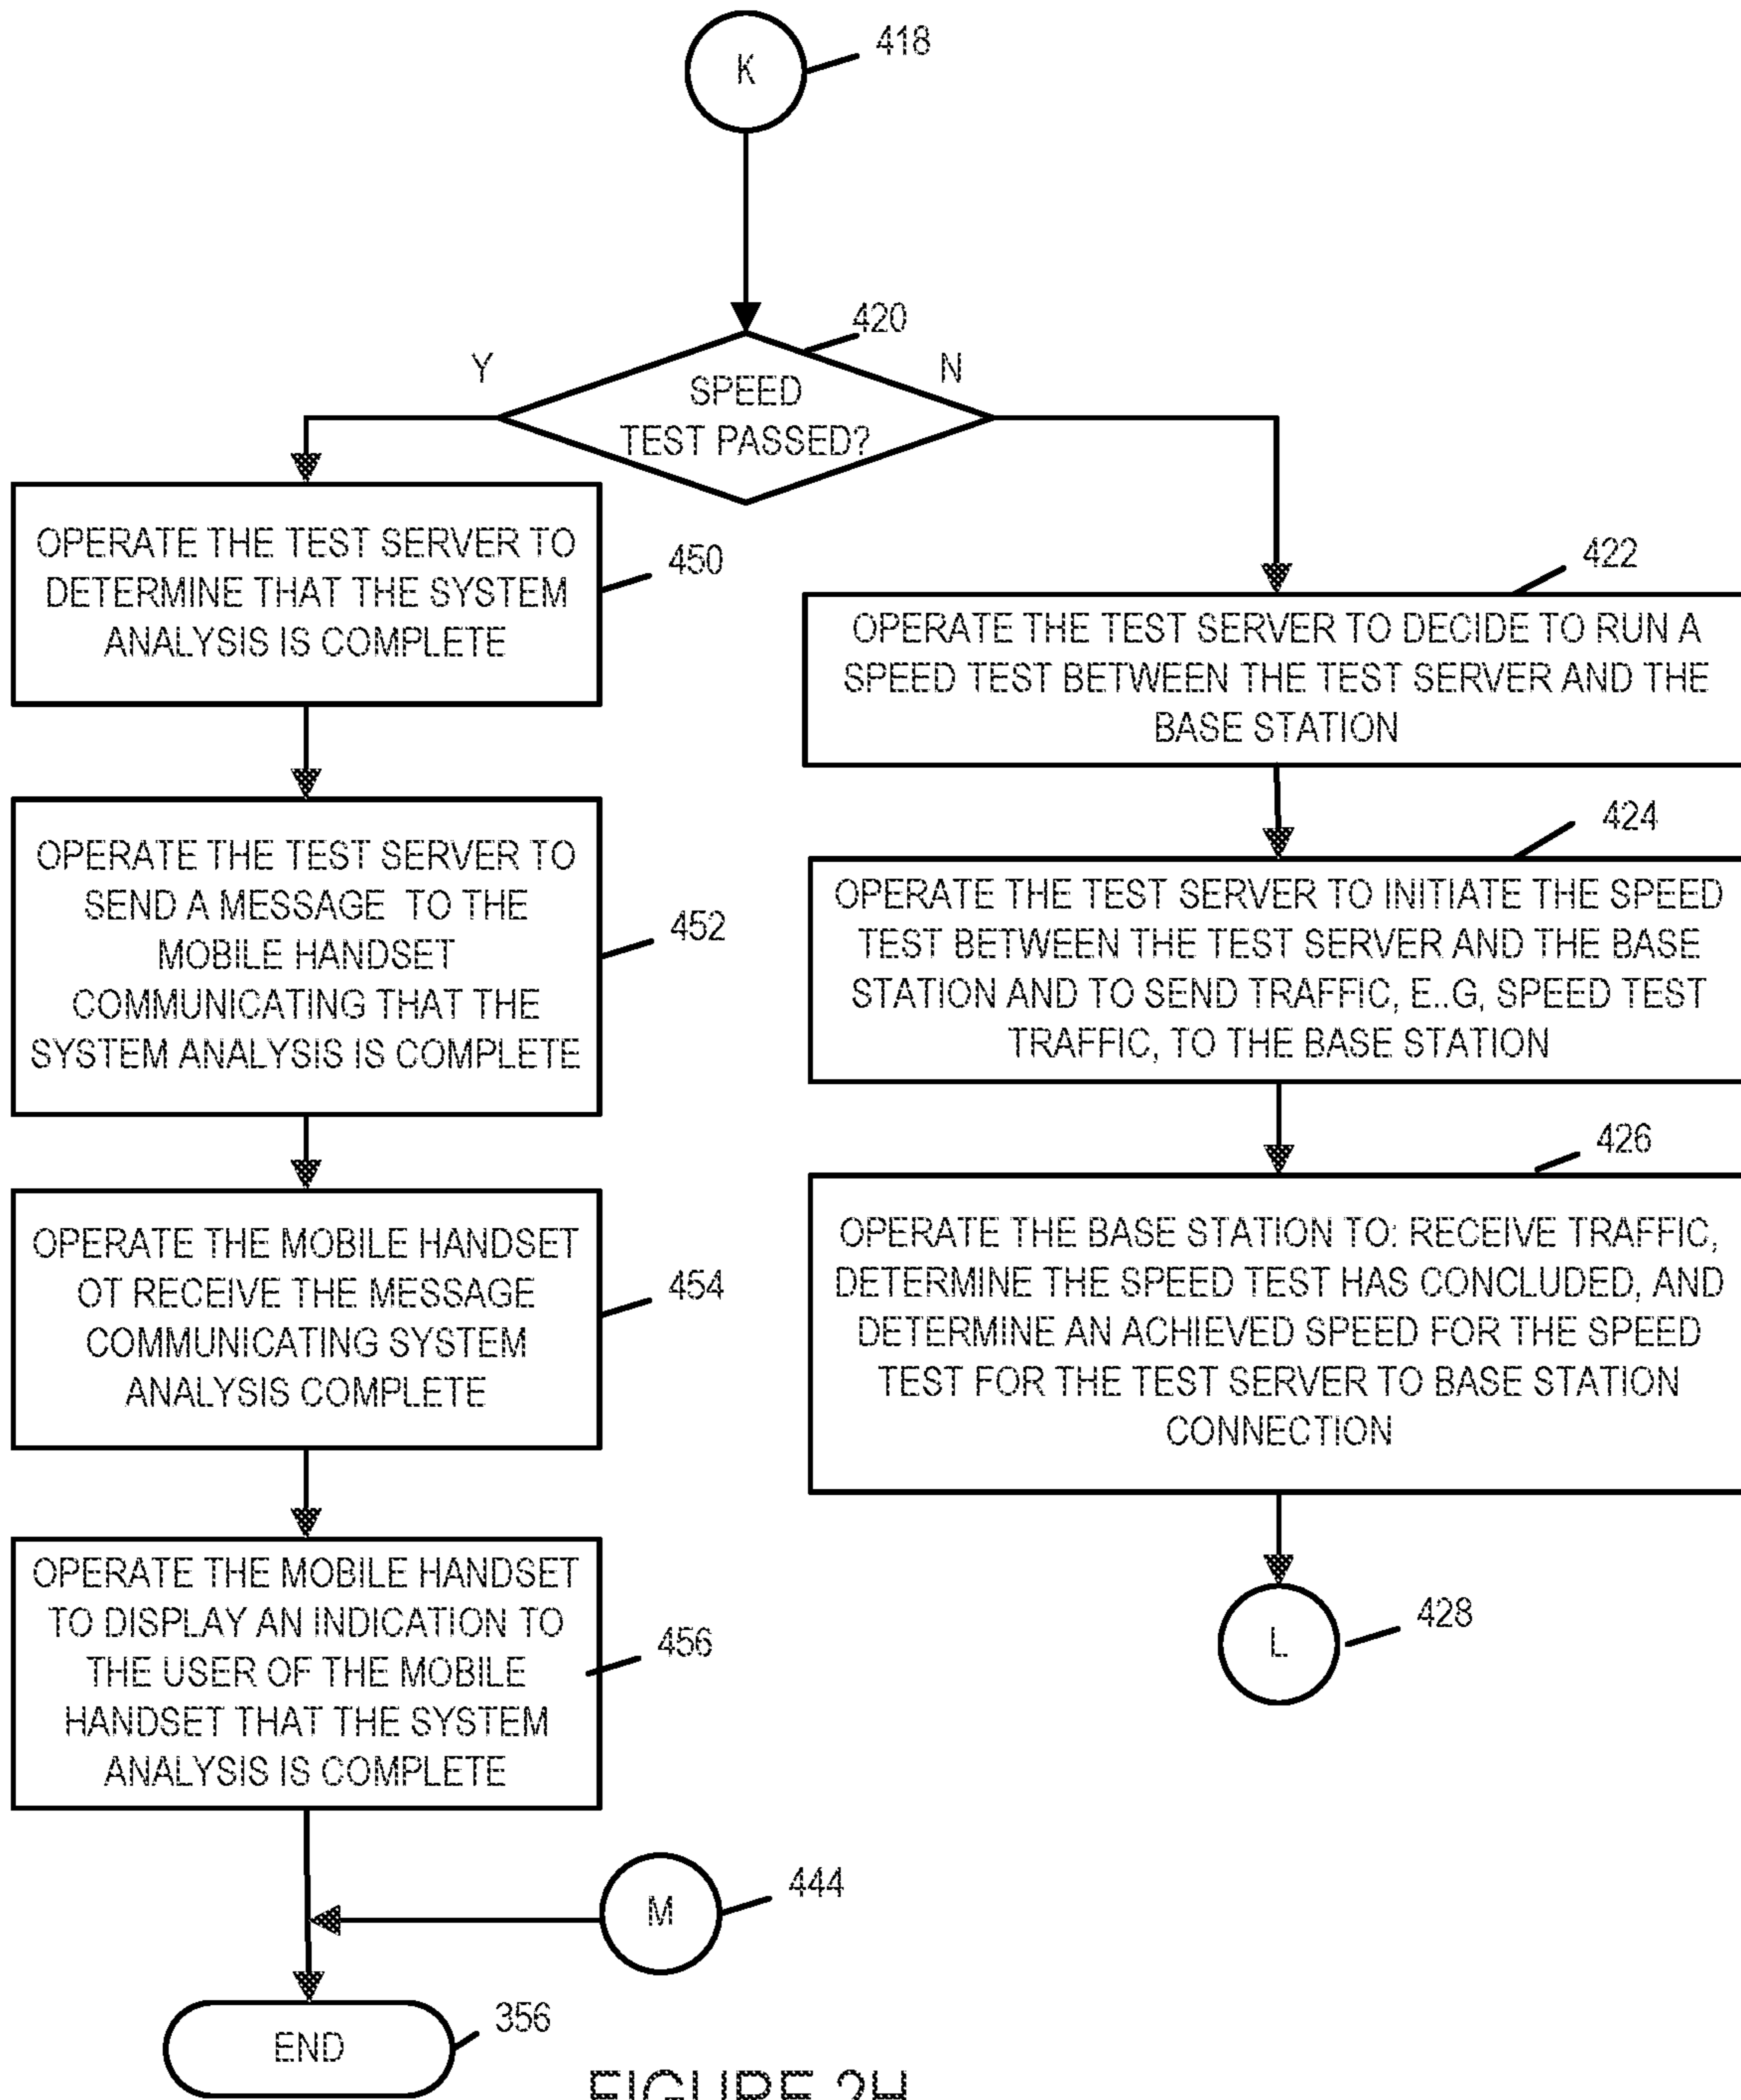 K
418
420
Y
N
SPEED
TEST PASSED?
OPERATE THE TEST SERVER TO
DETERMINE THAT THE SYSTEM
ANALYSIS IS COMPLETE
450
OPERATE THE TEST SERVER TO
SEND A MESSAGE TO THE
MOBILE HANDSET
COMMUNICATING THAT THE
SYSTEM ANALYSIS IS COMPLETE
452
OPERATE THE MOBILE HANDSET
OT RECEIVE THE MESSAGE
COMMUNICATING SYSTEM
ANALYSIS COMPLETE
454
OPERATE THE MOBILE HANDSET
TO DISPLAY AN INDICATION TO
THE USER OF THE MOBILE
HANDSET THAT THE SYSTEM
ANALYSIS IS COMPLETE
456
422
OPERATE THE TEST SERVER TO DECIDE TO RUN A
SPEED TEST BETWEEN THE TEST SERVER AND THE
BASE STATION
424
OPERATE THE TEST SERVER TO INITIATE THE SPEED
TEST BETWEEN THE TEST SERVER AND THE BASE
STATION AND TO SEND TRAFFIC, E..G, SPEED TEST
TRAFFIC, TO THE BASE STATION
426
OPERATE THE BASE STATION TO: RECEIVE TRAFFIC,
DETERMINE THE SPEED TEST HAS CONCLUDED, AND
DETERMINE AN ACHIEVED SPEED FOR THE SPEED
TEST FOR THE TEST SERVER TO BASE STATION
CONNECTION
L
428
M
444
END
356
FIGURE 2H